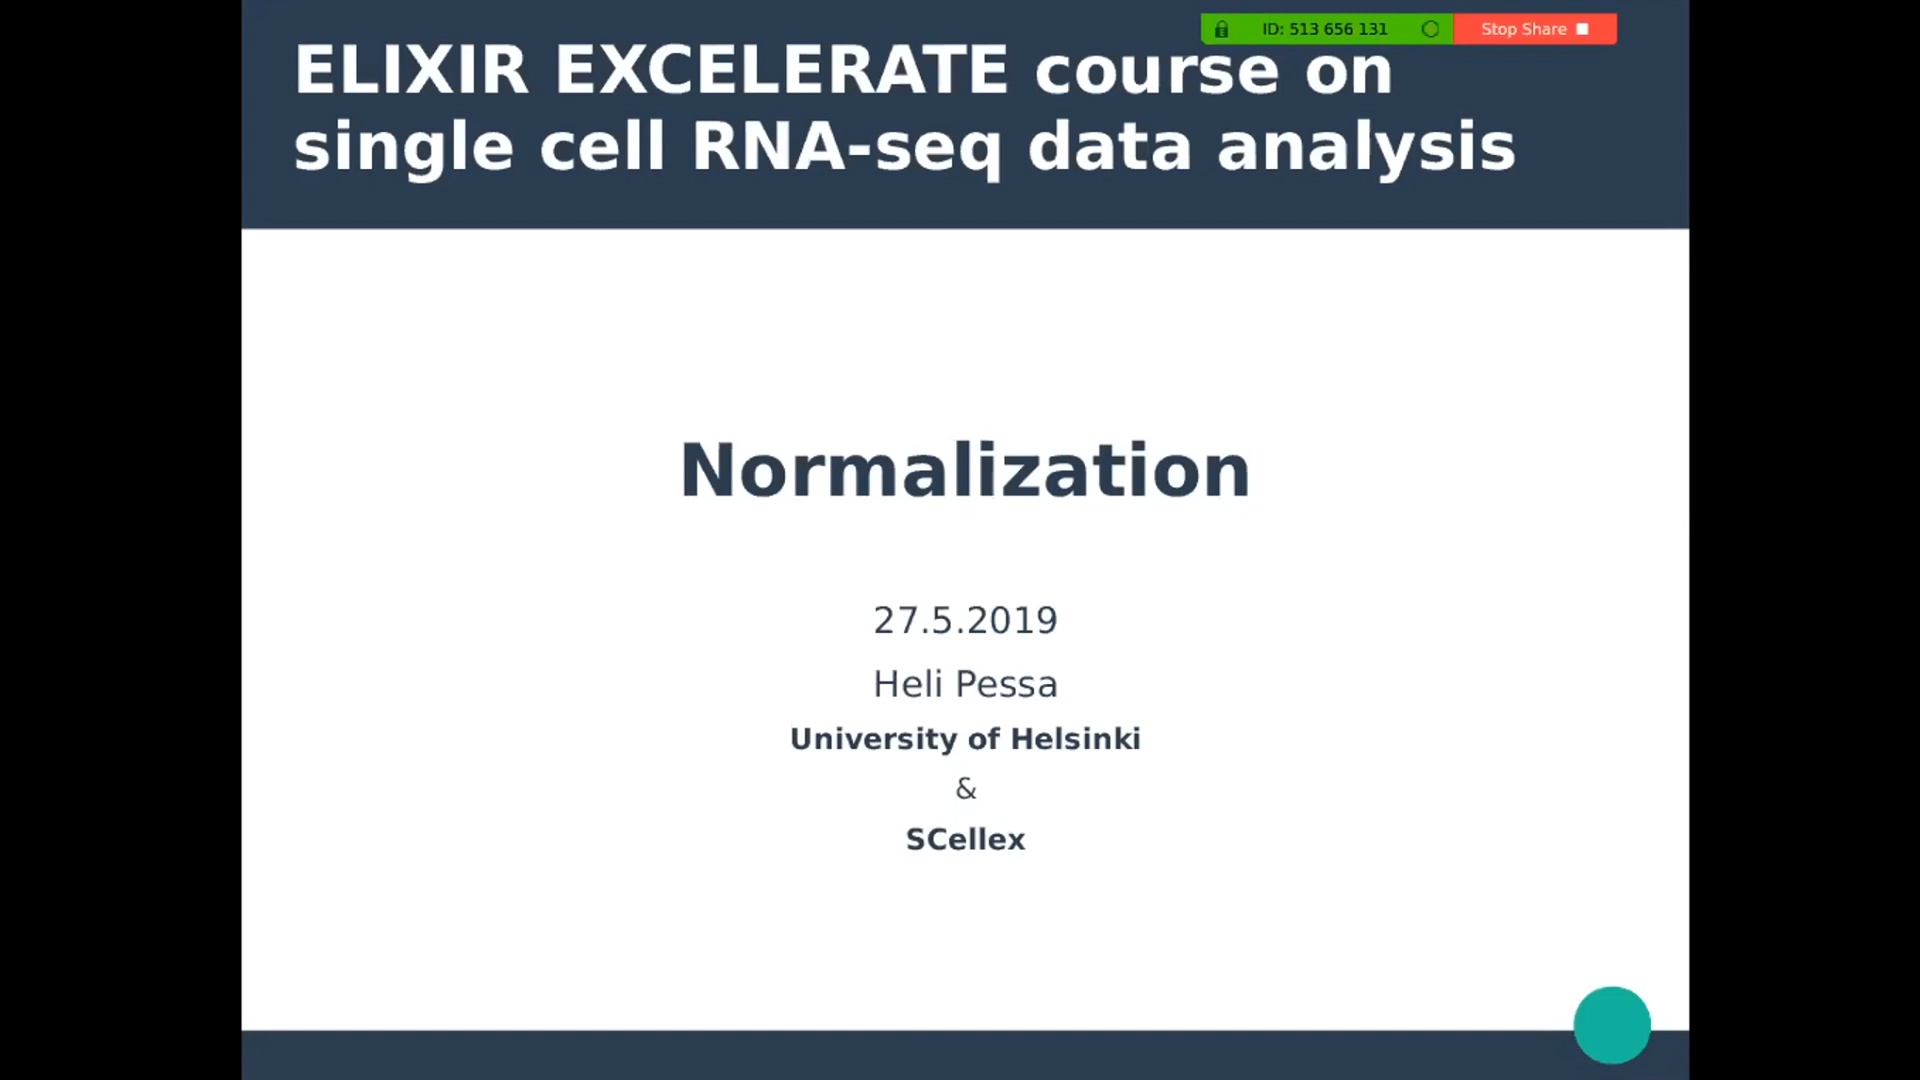 ID: 513 656 131 Stop Share
ELIXIR EXCELERATE course on
single cell RNA-seq data analysis
Normalization
27.5.2019
Heli Pessa
University of Helsinki
&
SCellex